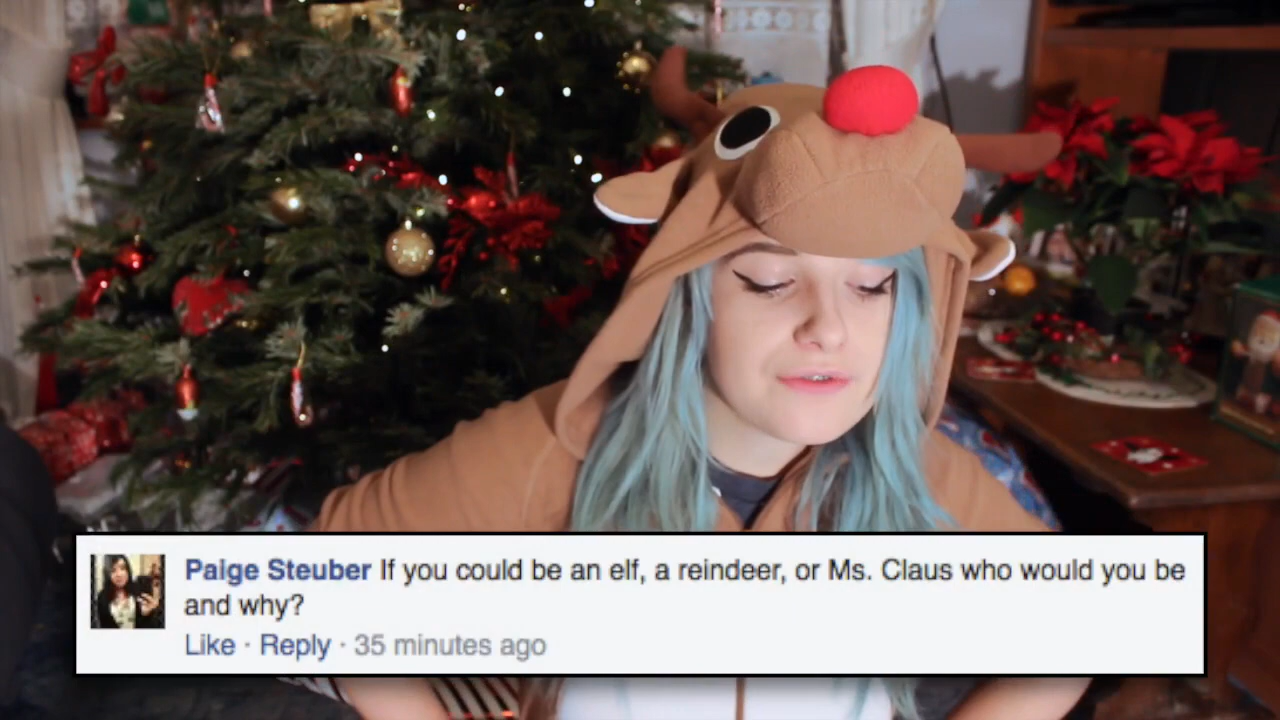 Paige Steuber If you could be an elf, a reindeer, or Ms. Claus who would you be
and why?
Like · Reply · 35 minutes ago